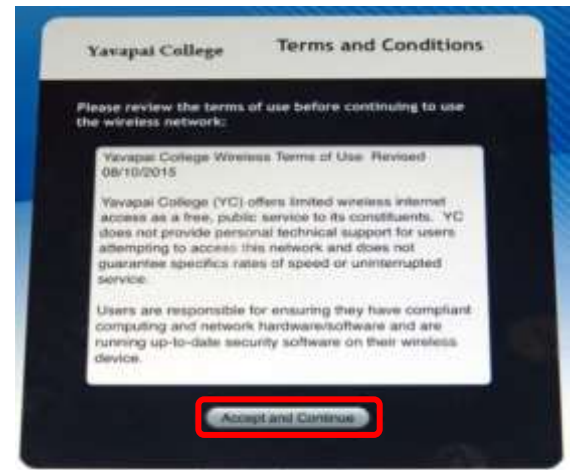 Yavapai College Terms and Conditions
Please review the terms of use before continuing to use
the wireless network:
Yavapai College Wireless Terms of Use Revised
08/10/2015
Yavapai College (YC) offers limited wireless internet
access as a free, public service to its constituents. YC
does not provide personal technical support for users
attempting to access this network and does not
guarantee specifics rates of speed or uninterrupted
service.
Users are responsible for ensuring they have compliant
computing and network hardware/software and are
running up-to-date security software on their wireless
device.
Accept and Continue